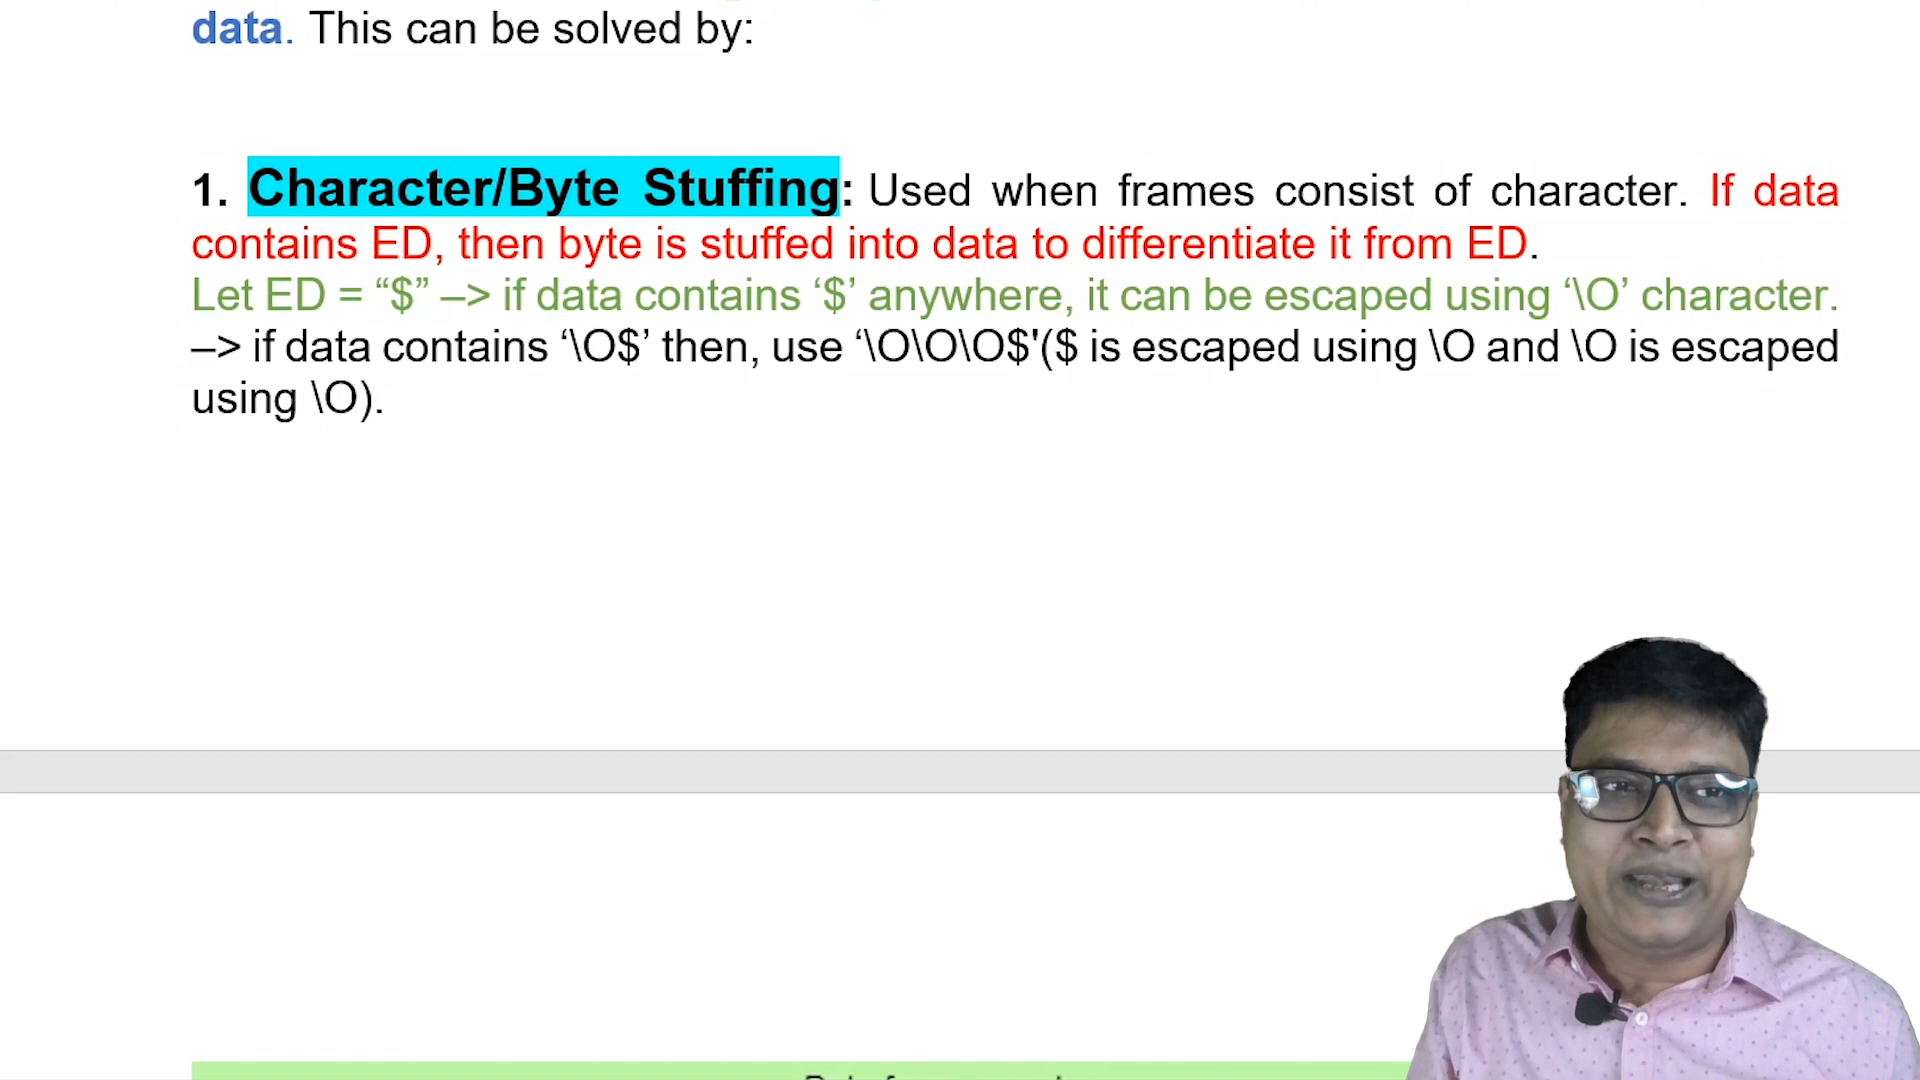 data. This can be solved by:
1. Character/Byte Stuffing: Used when frames consist of character. If data
contains ED, then byte is stuffed into data to differentiate it from ED.
Let ED = “$” –> if data contains ‘$’ anywhere, it can be escaped using ‘\O’ character.
–> if data contains ‘\O$’ then, use ‘\O\O\O$'($ is escaped using \O and \O is escaped
using \O).